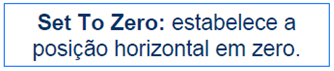 Set To Zero: estabelece a
posição horizontal em zero.